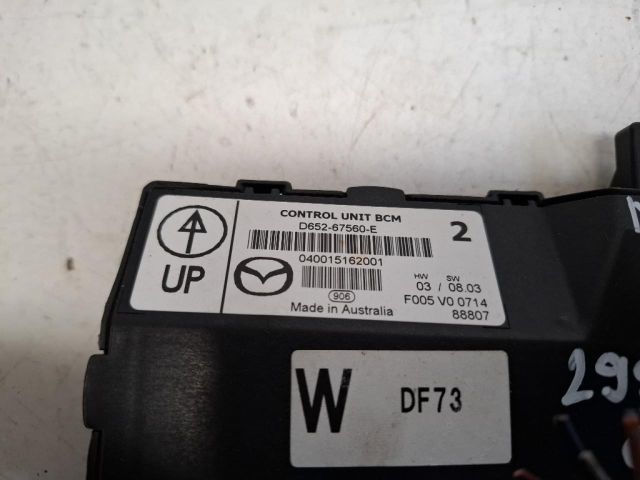 CONTROL UNIT BCM
D652-67560-E
2
040015162001
UP
HW SW
03 / 08.03
906
F005 V0 0714
Made in Australia
88807
W DF73
299